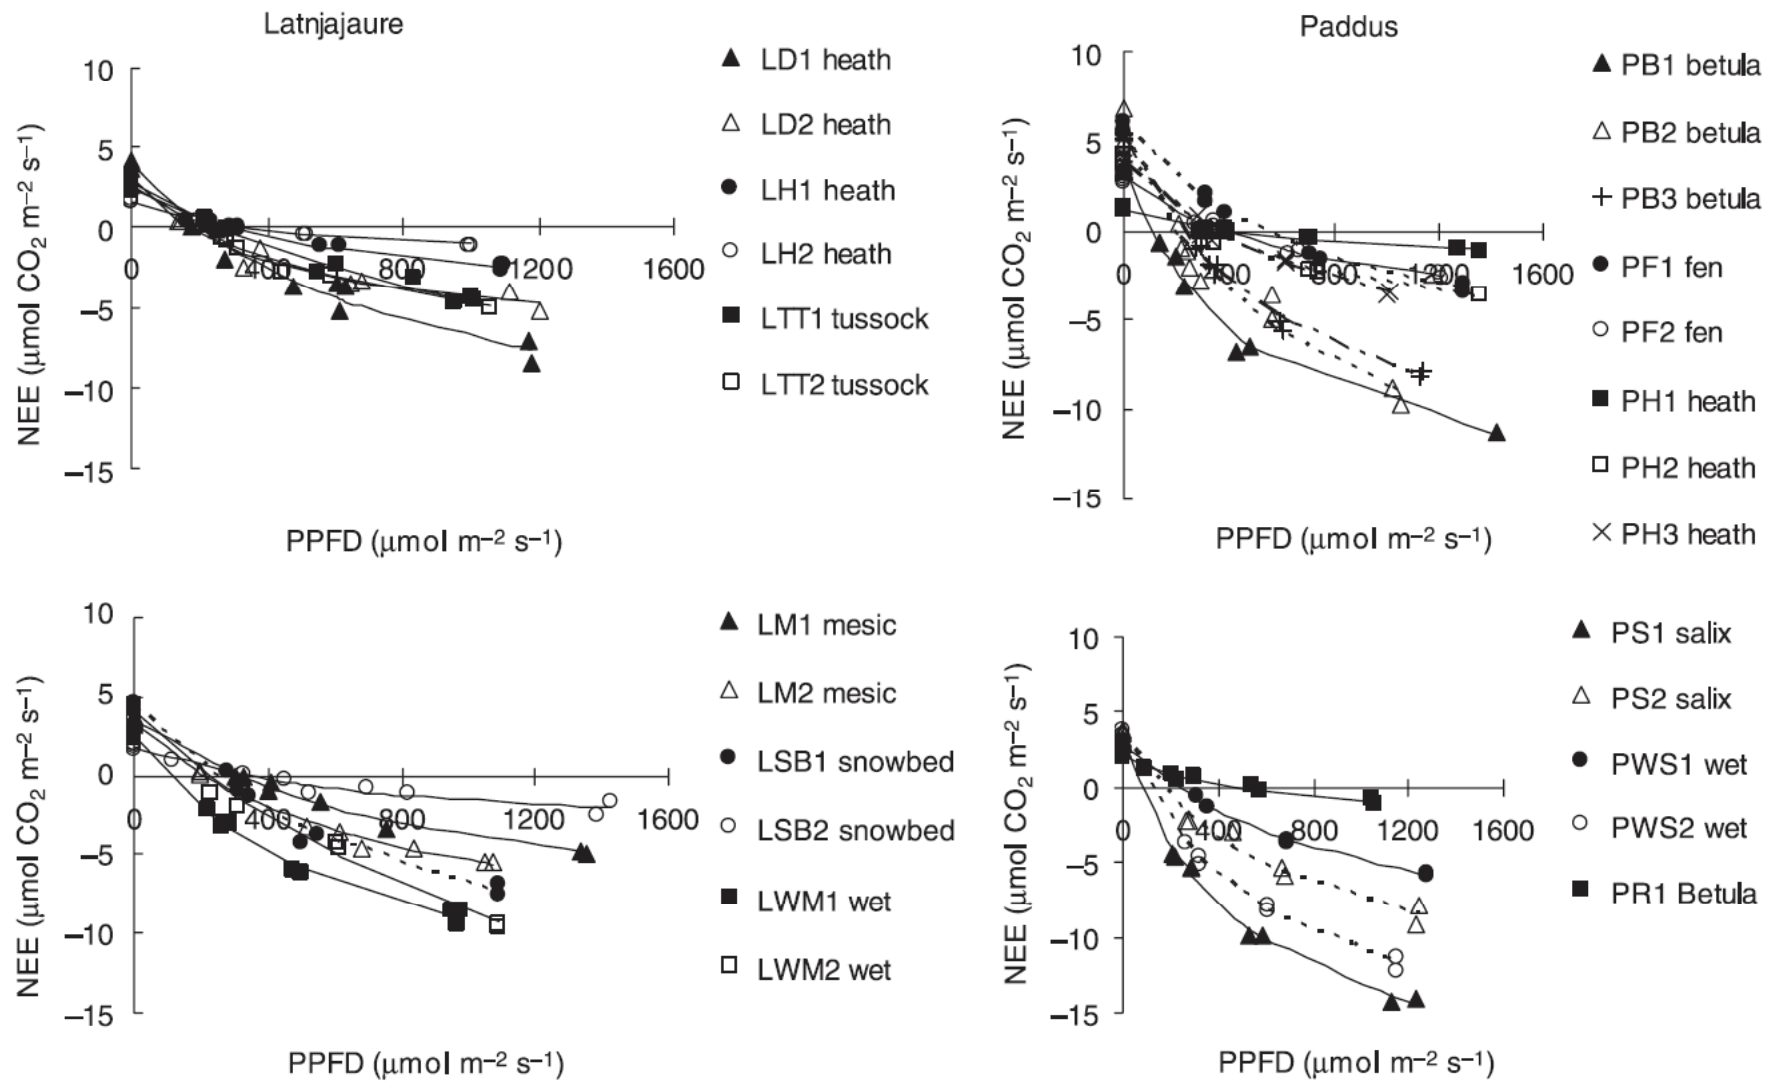 Latnjajaure
10
5
0
−5
−10
−15
0
400
800
1200
1600
NEE (μmol CO₂ m⁻² s⁻¹)
PPFD (μmol m⁻² s⁻¹)
LD1 heath
LD2 heath
LH1 heath
LH2 heath
LTT1 tussock
LTT2 tussock
Paddus
10
5
0
−5
−10
−15
0
400
800
1200
1600
NEE (μmol CO₂ m⁻² s⁻¹)
PPFD (μmol m⁻² s⁻¹)
PB1 betula
PB2 betula
PB3 betula
PF1 fen
PF2 fen
PH1 heath
PH2 heath
PH3 heath
10
5
0
−5
−10
−15
0
400
800
1200
1600
NEE (μmol CO₂ m⁻² s⁻¹)
PPFD (μmol m⁻² s⁻¹)
LM1 mesic
LM2 mesic
LSB1 snowbed
LSB2 snowbed
LWM1 wet
LWM2 wet
10
5
0
−5
−10
−15
0
400
800
1200
1600
NEE (μmol CO₂ m⁻² s⁻¹)
PPFD (μmol m⁻² s⁻¹)
PS1 salix
PS2 salix
PWS1 wet
PWS2 wet
PR1 Betula